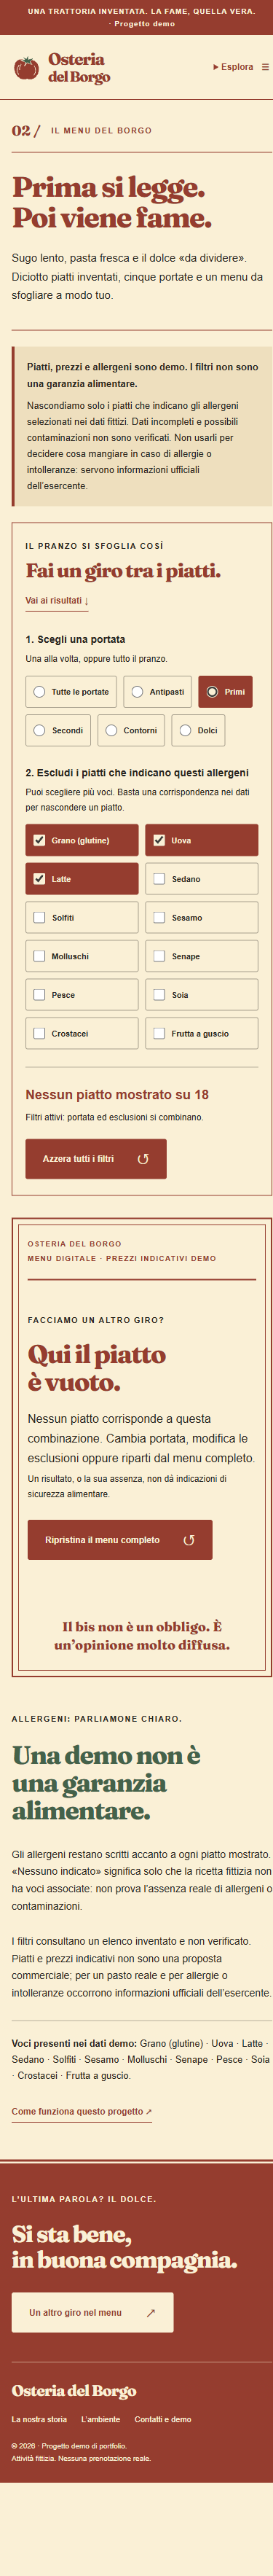 UNA TRATTORIA INVENTATA. LA FAME, QUELLA VERA.
· Progetto demo
Osteria
del Borgo
Esplora
02 / IL MENU DEL BORGO
Prima si legge.
Poi viene fame.
Sugo lento, pasta fresca e il dolce «da dividere».
Diciotto piatti inventati, cinque portate e un menu da
sfogliare a modo tuo.
Piatti, prezzi e allergeni sono demo. I filtri non sono
una garanzia alimentare.
Nascondiamo solo i piatti che indicano gli allergeni
selezionati nei dati fittizi. Dati incompleti e possibili
contaminazioni non sono verificati. Non usarli per
decidere cosa mangiare in caso di allergie o
intolleranze: servono informazioni ufficiali
dell’esercente.
IL PRANZO SI SFOGLIA COSÌ
Fai un giro tra i piatti.
Vai ai risultati ↓
1. Scegli una portata
Una alla volta, oppure tutto il pranzo.
Tutte le portate
Antipasti
Primi
Secondi
Contorni
Dolci
2. Escludi i piatti che indicano questi allergeni
Puoi scegliere più voci. Basta una corrispondenza nei dati
per nascondere un piatto.
Grano (glutine)
Uova
Latte
Sedano
Solfiti
Sesamo
Molluschi
Senape
Pesce
Soia
Crostacei
Frutta a guscio
Nessun piatto mostrato su 18
Filtri attivi: portata ed esclusioni si combinano.
Azzera tutti i filtri ↺
OSTERIA DEL BORGO
MENU DIGITALE · PREZZI INDICATIVI DEMO
FACCIAMO UN ALTRO GIRO?
Qui il piatto
è vuoto.
Nessun piatto corrisponde a questa
combinazione. Cambia portata, modifica le
esclusioni oppure riparti dal menu completo.
Un risultato, o la sua assenza, non dà indicazioni di
sicurezza alimentare.
Ripristina il menu completo ↺
Il bis non è un obbligo. È
un’opinione molto diffusa.
ALLERGENI: PARLIAMONE CHIARO.
Una demo non è
una garanzia
alimentare.
Gli allergeni restano scritti accanto a ogni piatto mostrato.
«Nessuno indicato» significa solo che la ricetta fittizia non
ha voci associate: non prova l’assenza reale di allergeni o
contaminazioni.
I filtri consultano un elenco inventato e non verificato.
Piatti e prezzi indicativi non sono una proposta
commerciale; per un pasto reale e per allergie o
intolleranze occorrono informazioni ufficiali dell’esercente.
Voci presenti nei dati demo: Grano (glutine) · Uova · Latte ·
Sedano · Solfiti · Sesamo · Molluschi · Senape · Pesce · Soia
· Crostacei · Frutta a guscio.
Come funziona questo progetto ↗
L’ULTIMA PAROLA? IL DOLCE.
Si sta bene,
in buona compagnia.
Un altro giro nel menu ↗
Osteria del Borgo
La nostra storia
L’ambiente
Contatti e demo
© 2026 · Progetto demo di portfolio.
Attività fittizia. Nessuna prenotazione reale.